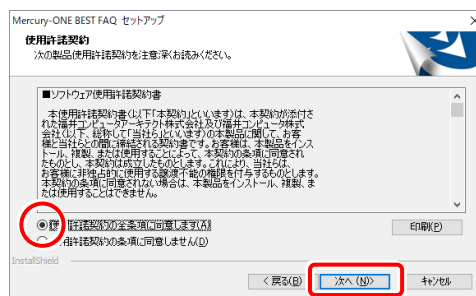 Mercury-ONE BEST FAQ セットアップ
使用許諾契約
次の製品使用許諾契約を注意深くお読みください。
■ソフトウェア使用許諾契約書
本使用許諾契約書(以下｢本契約｣といいます)は、本契約が添付さ
れた福井コンピュータアーキテクト株式会社及び福井コンピュータ株式
会社(以下、総称して｢当社｣といいます)の本製品に関して、お客
様と当社との間に締結される契約書です。お客様は、本製品をインス
トール、複製、または使用することによって、本契約の条項に同意され
たものとし、本契約は成立したものとします。これにより、当社は、
お客様に非独占的に使用する譲渡不能の権限を付与するものとします。
本契約の条項に同意されない場合は、本製品をインストール、複製、ま
たは使用することはできません。
使用許諾契約の全条項に同意します(A)
用許諾契約の条項に同意しません(D)
印刷(P)
InstallShield
< 戻る(B)
次へ (N)>
キャンセル